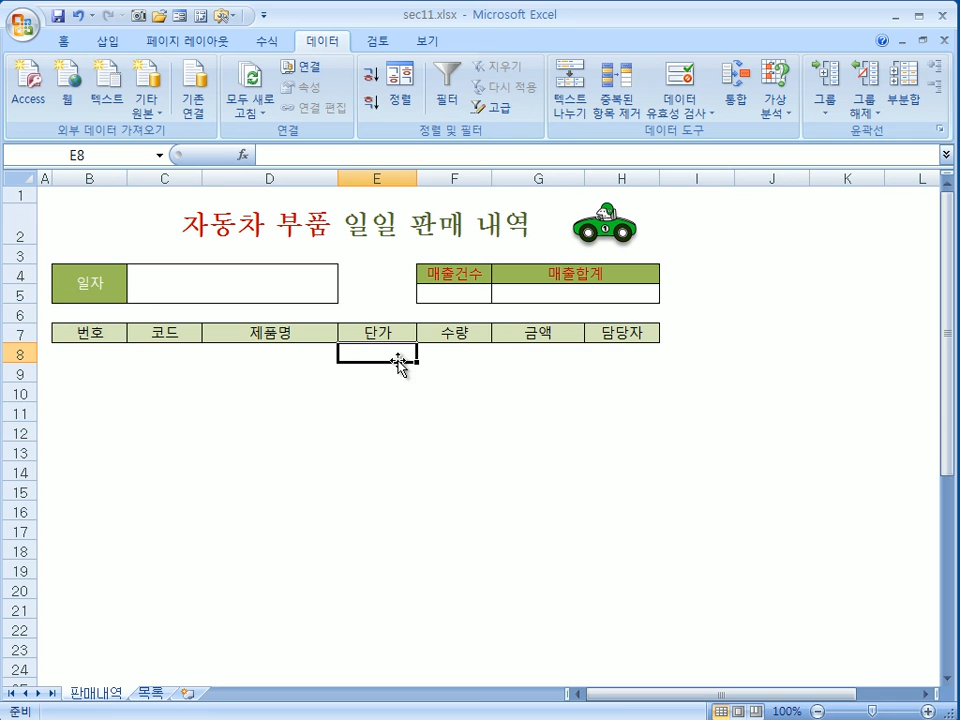 sec11.xlsx - Microsoft Excel
홈 삽입 페이지 레이아웃 수식 데이터 검토 보기
Access 웹 텍스트 기타 원본 기존 연결
외부 데이터 가져오기
모두 새로 고침 연결 속성 연결 편집
연결
정렬 필터 지우기 다시 적용 고급
정렬 및 필터
텍스트 나누기 중복된 항목 제거 데이터 유효성 검사 통합 가상 분석
데이터 도구
그룹 그룹 해제 부분합
윤곽선
E8 fx
A B C D E F G H I J K L
1
2 자동차 부품 일일 판매 내역
3
4 일자 매출건수 매출합계
5
6
7 번호 코드 제품명 단가 수량 금액 담당자
8
9
10
11
12
13
14
15
16
17
18
19
20
21
22
23
24
판매내역 목록
준비 100%